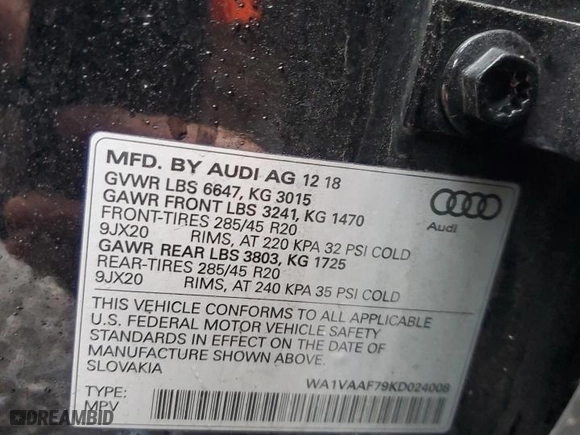 MFD. BY AUDI AG 12 18
GVWR LBS 6647, KG 3015
GAWR FRONT LBS 3241, KG 1470
FRONT-TIRES 285/45 R20
9JX20 RIMS, AT 220 KPA 32 PSI COLD
GAWR REAR LBS 3803, KG 1725
REAR-TIRES 285/45 R20
9JX20 RIMS, AT 240 KPA 35 PSI COLD
Audi
THIS VEHICLE CONFORMS TO ALL APPLICABLE
U.S. FEDERAL MOTOR VEHICLE SAFETY
STANDARDS IN EFFECT ON THE DATE OF
MANUFACTURE SHOWN ABOVE.
SLOVAKIA
WA1VAAF79KD024008
TYPE:
MPV
DREAMBID